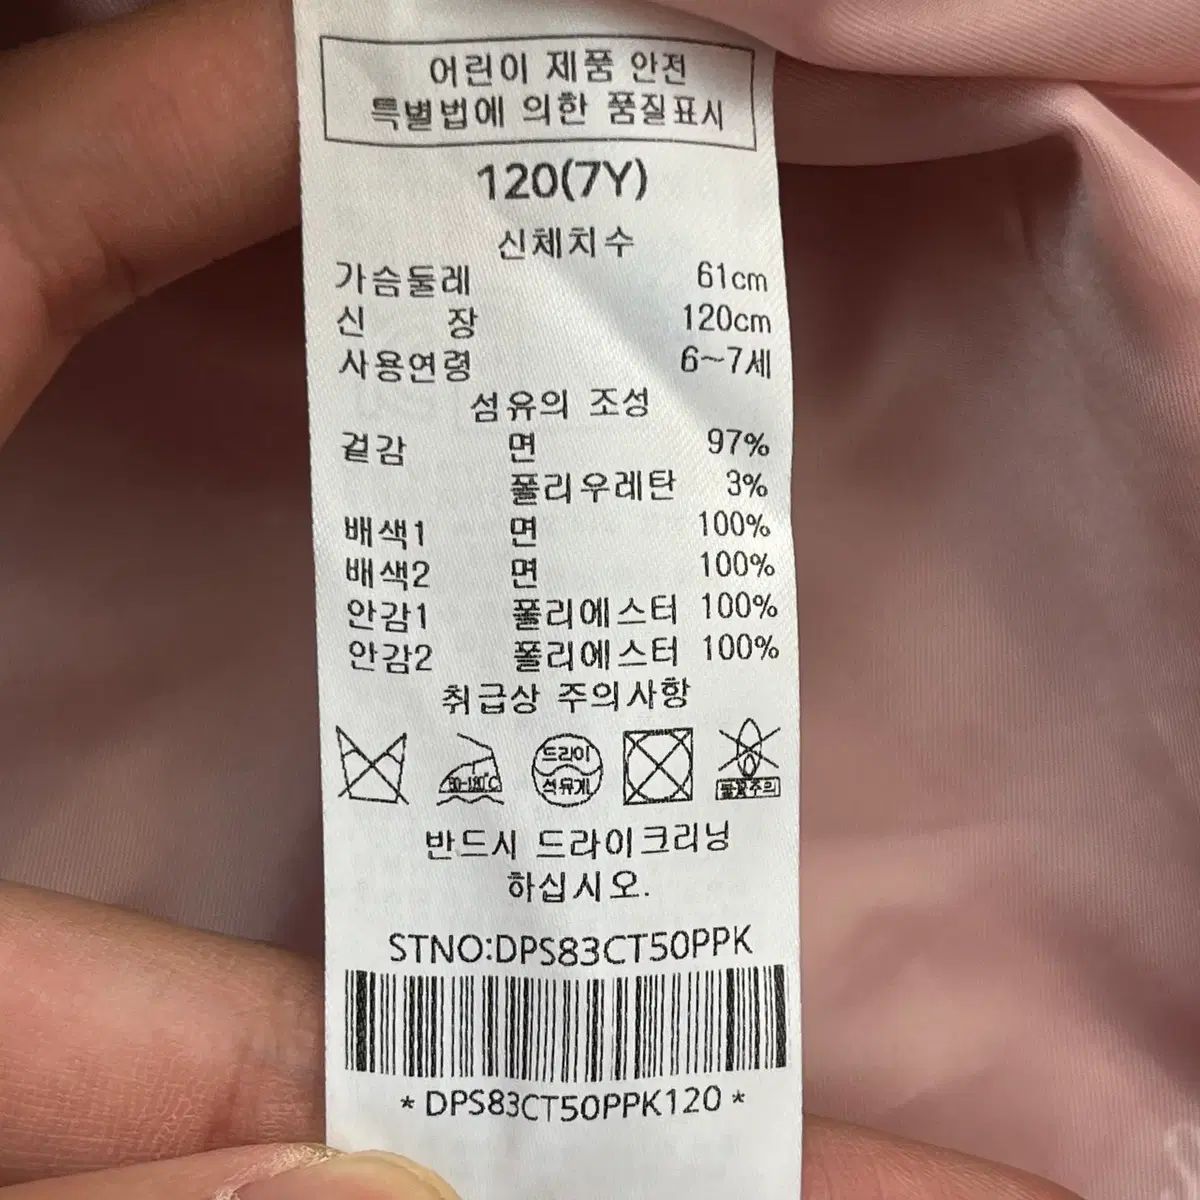 어린이 제품 안전
특별법에 의한 품질표시
120(7Y)
신체치수
가슴둘레 61cm
신 장 120cm
사용연령 6~7세
섬유의 조성
겉감 면 97%
폴리우레탄 3%
배색1 면 100%
배색2 면 100%
안감1 폴리에스터 100%
안감2 폴리에스터 100%
취급상 주의사항
드라이
석유계
불꽃주의
반드시 드라이크리닝
하십시오.
STNO:DPS83CT50PPK
* DPS83CT50PPK120 *